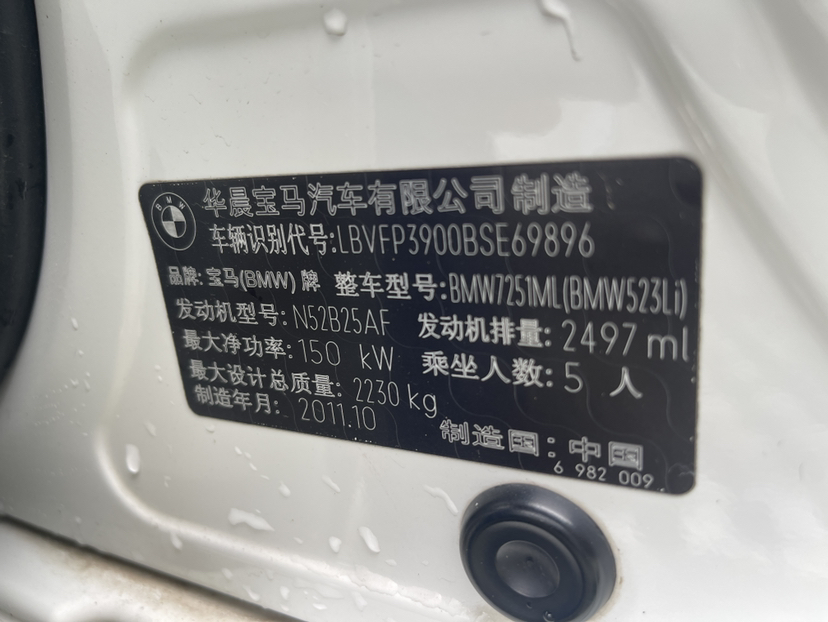 BMW
华晨宝马汽车有限公司制造
车辆识别代号:LBVFP3900BSE69896
品牌:宝马(BMW)牌 整车型号:BMW7251ML(BMW523Li)
发动机型号:N52B25AF 发动机排量:2497 ml
最大净功率:150 kW 乘坐人数:5 人
最大设计总质量:2230 kg
制造年月:2011.10 制造国:中国
6 982 009